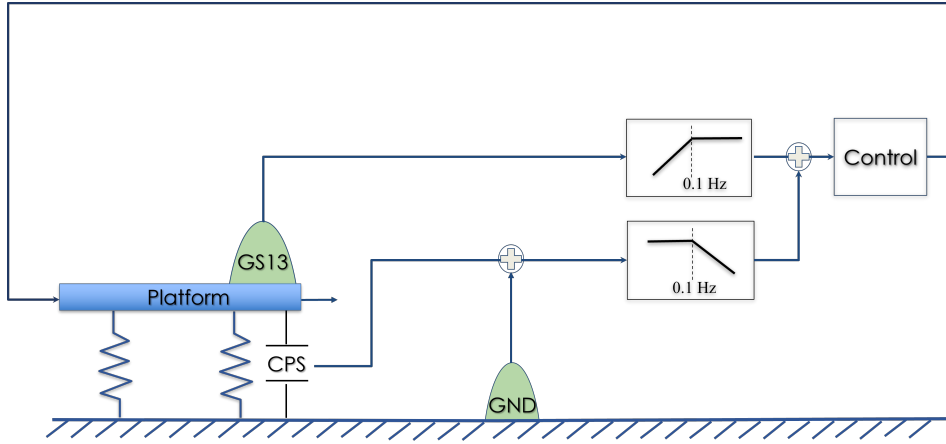 0.1 Hz
Control
GS13
0.1 Hz
Platform
CPS
GND